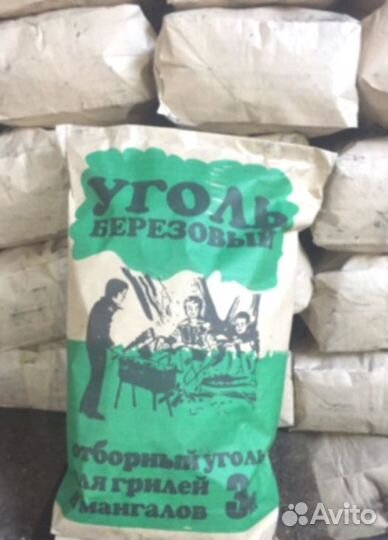 УГОЛЬ
БЕРЕЗОВЫЙ
отборный уголь
для грилей
мангалов
Avito